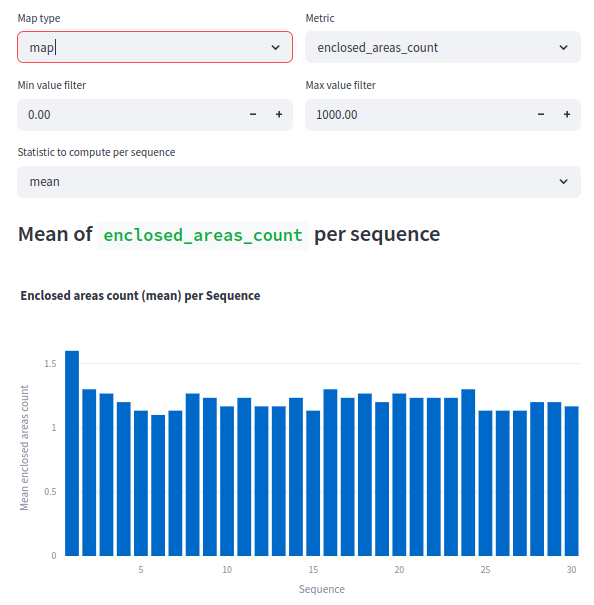 Map type Metric
map enclosed_areas_count
Min value filter Max value filter
0.00 − + 1000.00 − +
Statistic to compute per sequence
mean
Mean of enclosed_areas_count per sequence
Enclosed areas count (mean) per Sequence
1.5
1
0.5
0
Mean enclosed areas count
5 10 15 20 25 30
Sequence